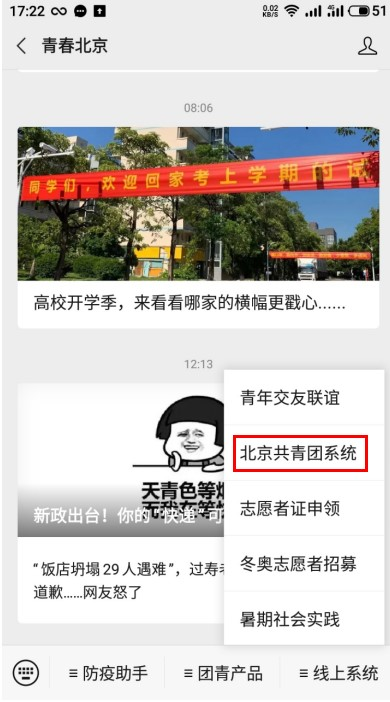 17:22
0.02
KB/S
4G
51
青春北京
08:06
同学们，欢迎回家考上学期的试
高校开学季，来看看哪家的横幅更戳心......
12:13
青年交友联谊
北京共青团系统
志愿者证申领
冬奥志愿者招募
暑期社会实践
天青色等烟
新政出台！你的“快递”可
“饭店坍塌29人遇难”，过寿
道歉......网友怒了
≡ 防疫助手
≡ 团青产品
≡ 线上系统